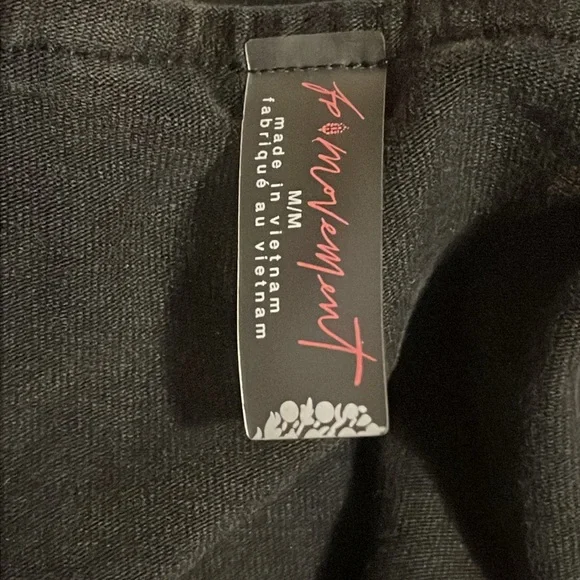 fp movement
M/M
made in vietnam
fabriqué au vietnam